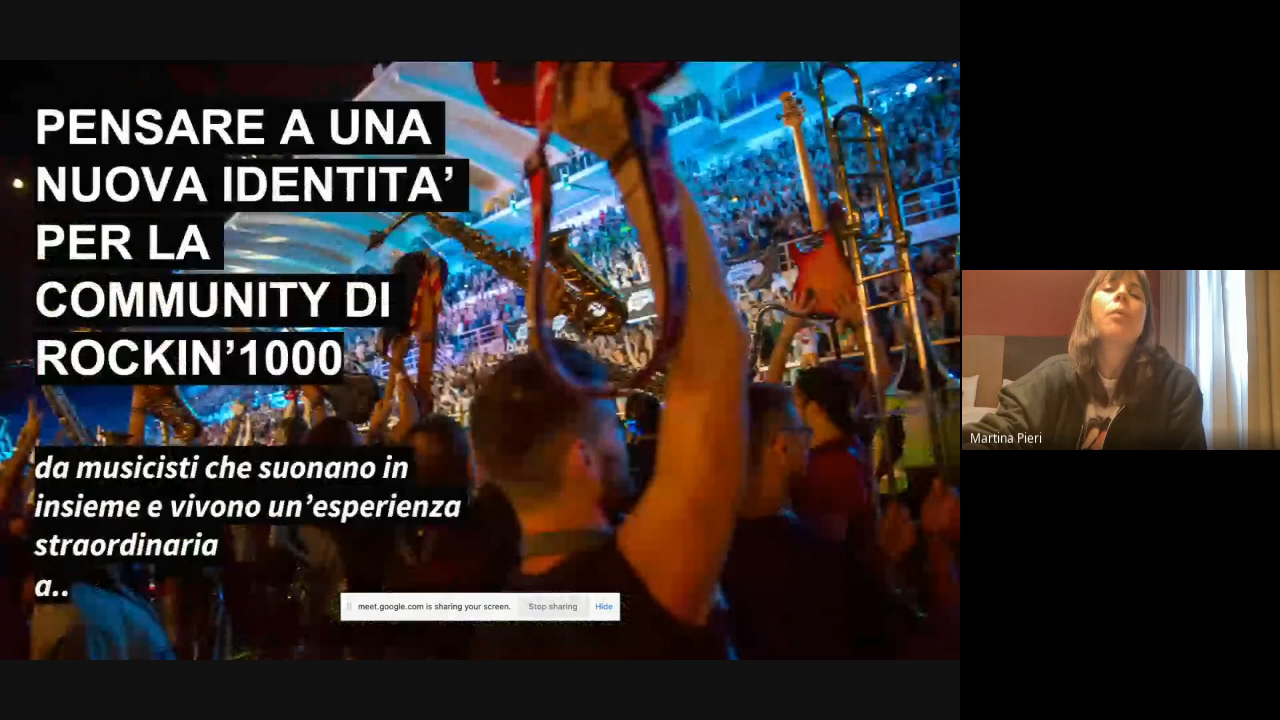 PENSARE A UNA
NUOVA IDENTITA’
PER LA
COMMUNITY DI
ROCKIN’1000
da musicisti che suonano in
insieme e vivono un’esperienza
straordinaria
a..
meet.google.com is sharing your screen. Stop sharing Hide
Martina Pieri